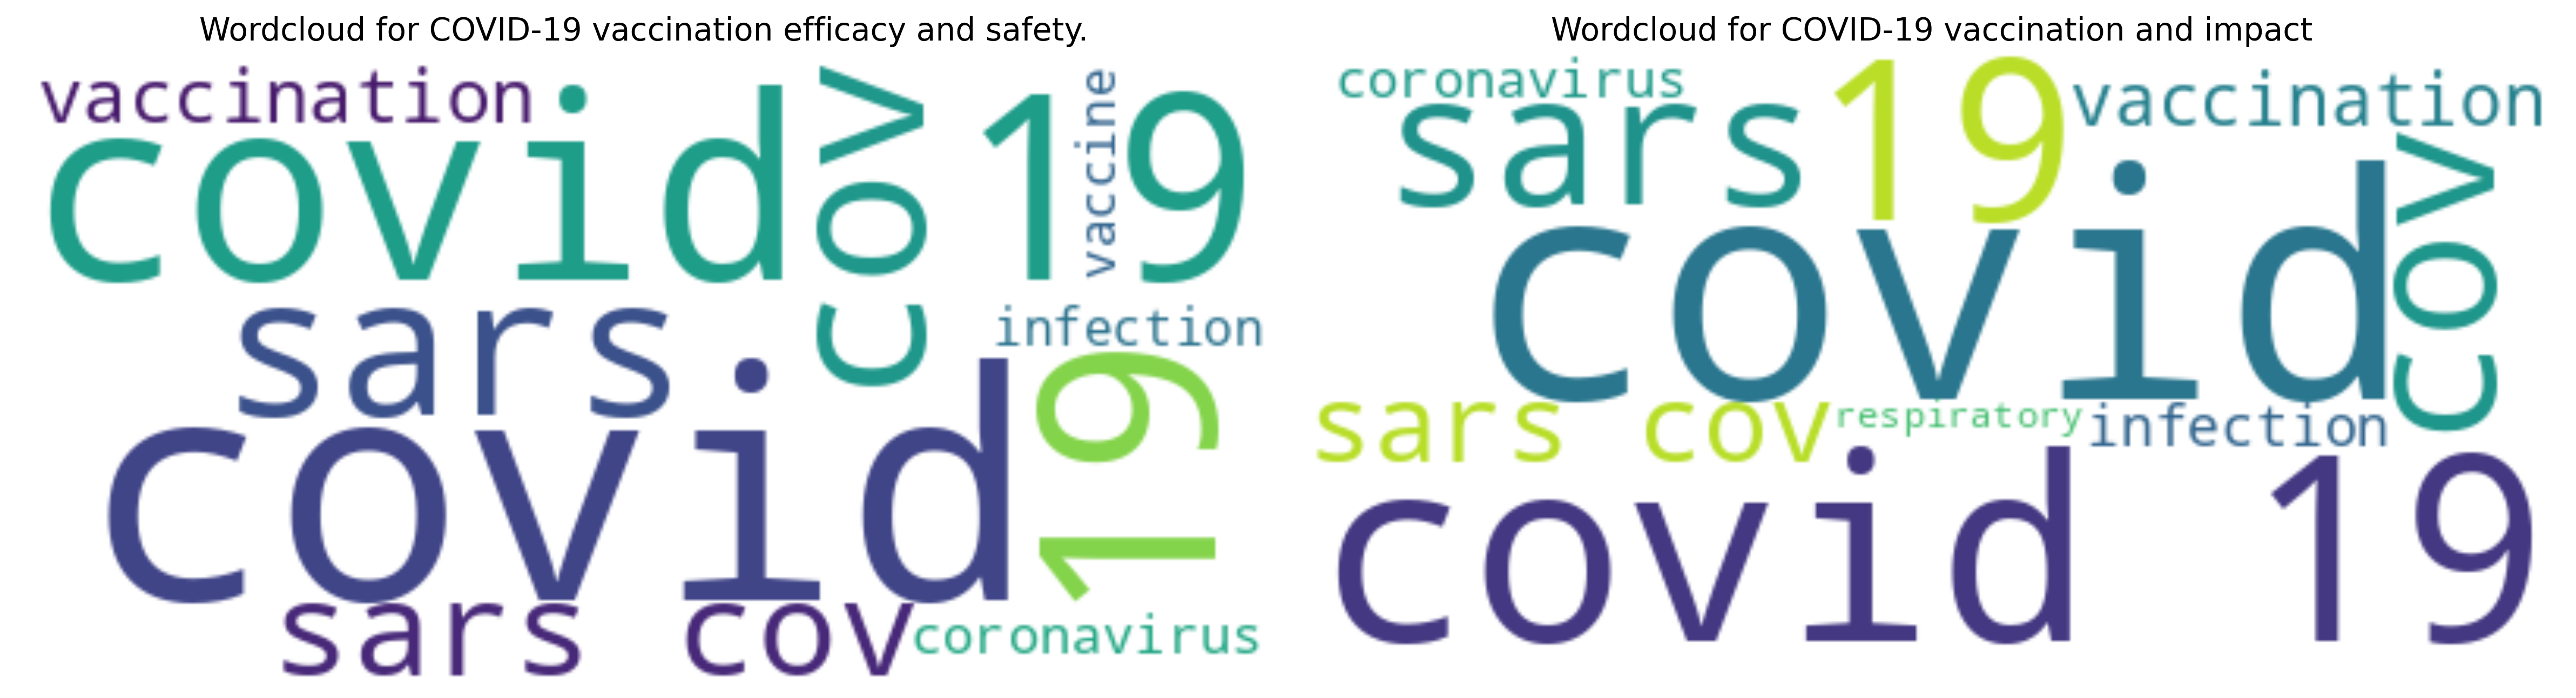 Wordcloud for COVID-19 vaccination efficacy and safety.
vaccination
covid 19
cov
vaccine
sars
infection
covid
19
sars cov
coronavirus
Wordcloud for COVID-19 vaccination and impact
coronavirus
sars
19
vaccination
covid
cov
sars cov
respiratory
infection
covid 19